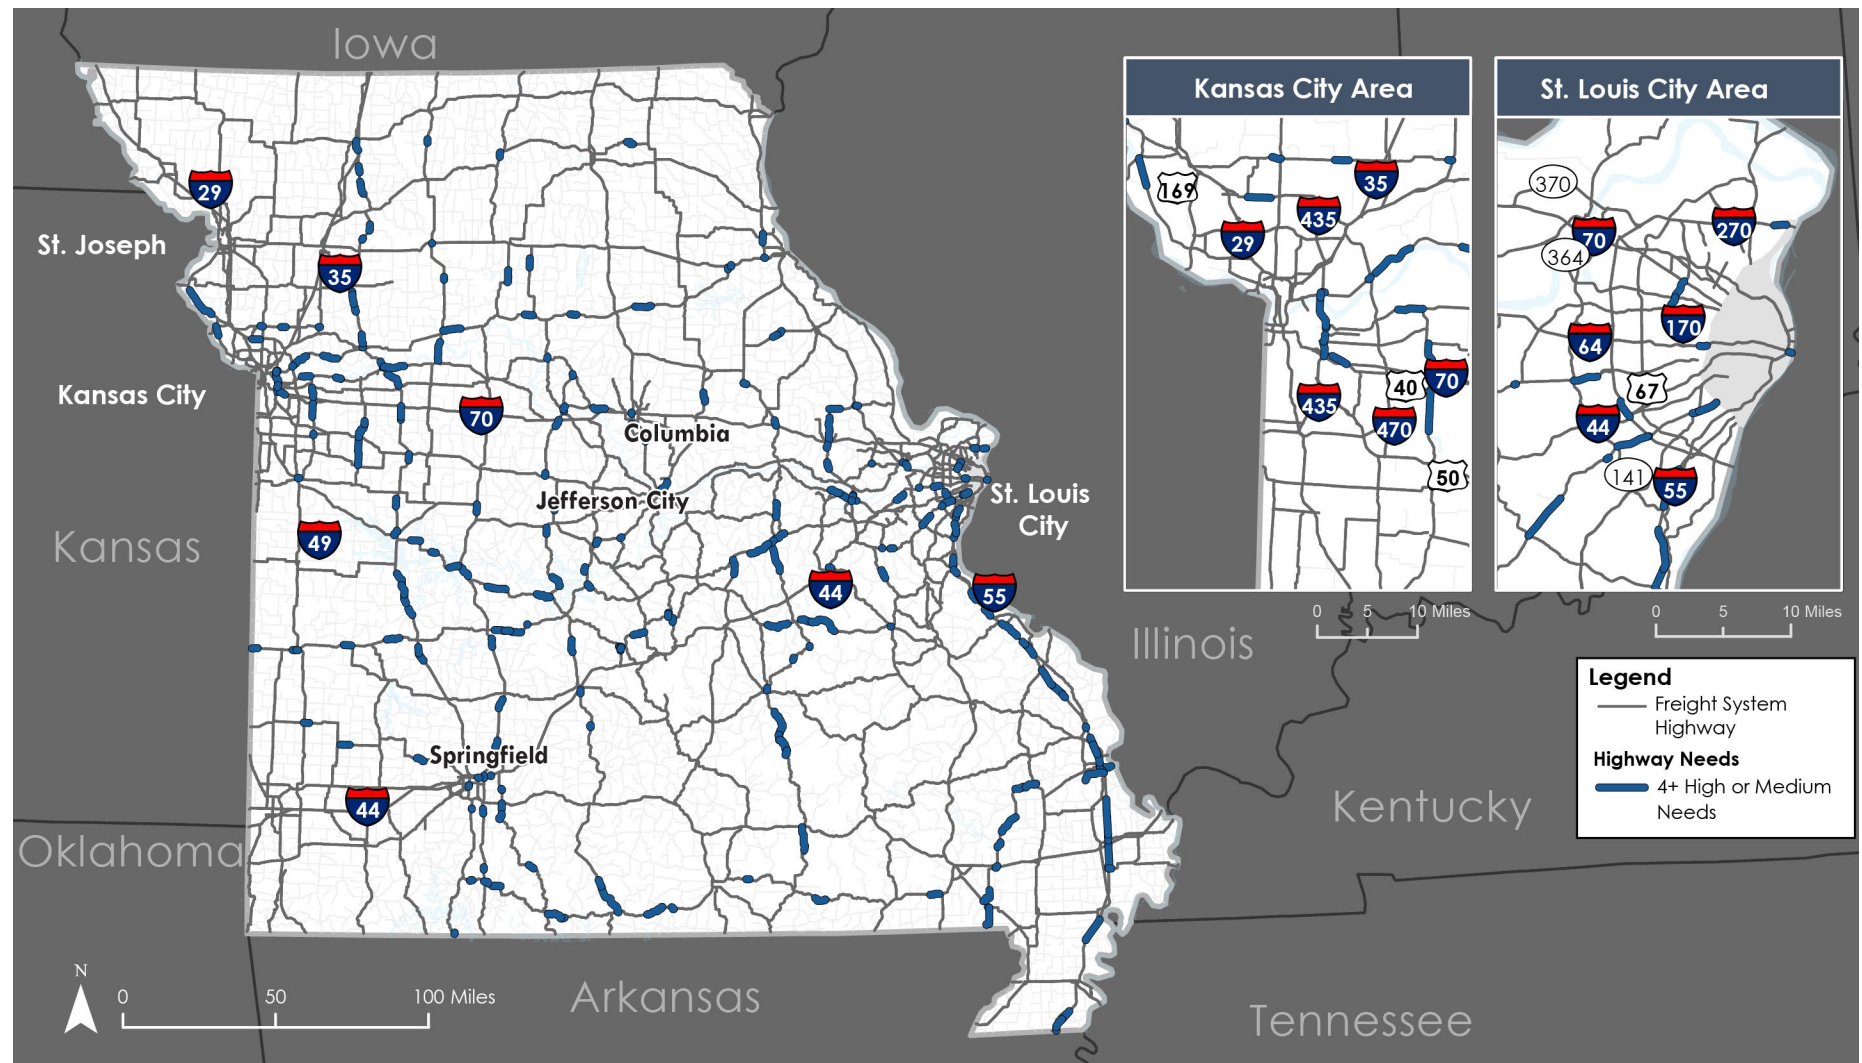 Iowa
Kansas City Area
St. Louis City Area
29
St. Joseph
35
Kansas City
70
Columbia
Jefferson City
St. Louis
City
Kansas
49
44
55
Springfield
44
Oklahoma
Arkansas
Illinois
Kentucky
Tennessee
N
0 50 100 Miles
169
35
435
29
40
70
435
470
50
0 5 10 Miles
370
70
270
364
170
64
67
44
141
55
0 5 10 Miles
Legend
Freight System
Highway
Highway Needs
4+ High or Medium
Needs